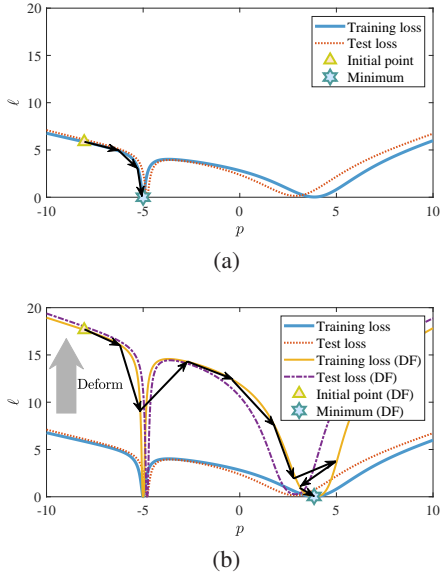 20
15
10
5
0
ℓ
Training loss
Test loss
Initial point
Minimum
-10 -5 0 5 10
p
(a)
20
15
10
5
0
ℓ
Deform
Training loss
Test loss
Training loss (DF)
Test loss (DF)
Initial point (DF)
Minimum (DF)
-10 -5 0 5 10
p
(b)